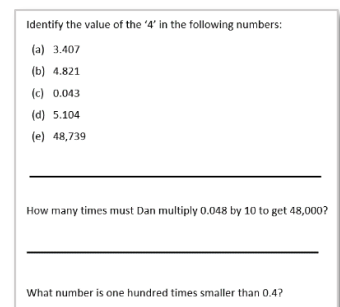 Identify the value of the ‘4’ in the following numbers:
(a) 3.407
(b) 4.821
(c) 0.043
(d) 5.104
(e) 48,739
How many times must Dan multiply 0.048 by 10 to get 48,000?
What number is one hundred times smaller than 0.4?